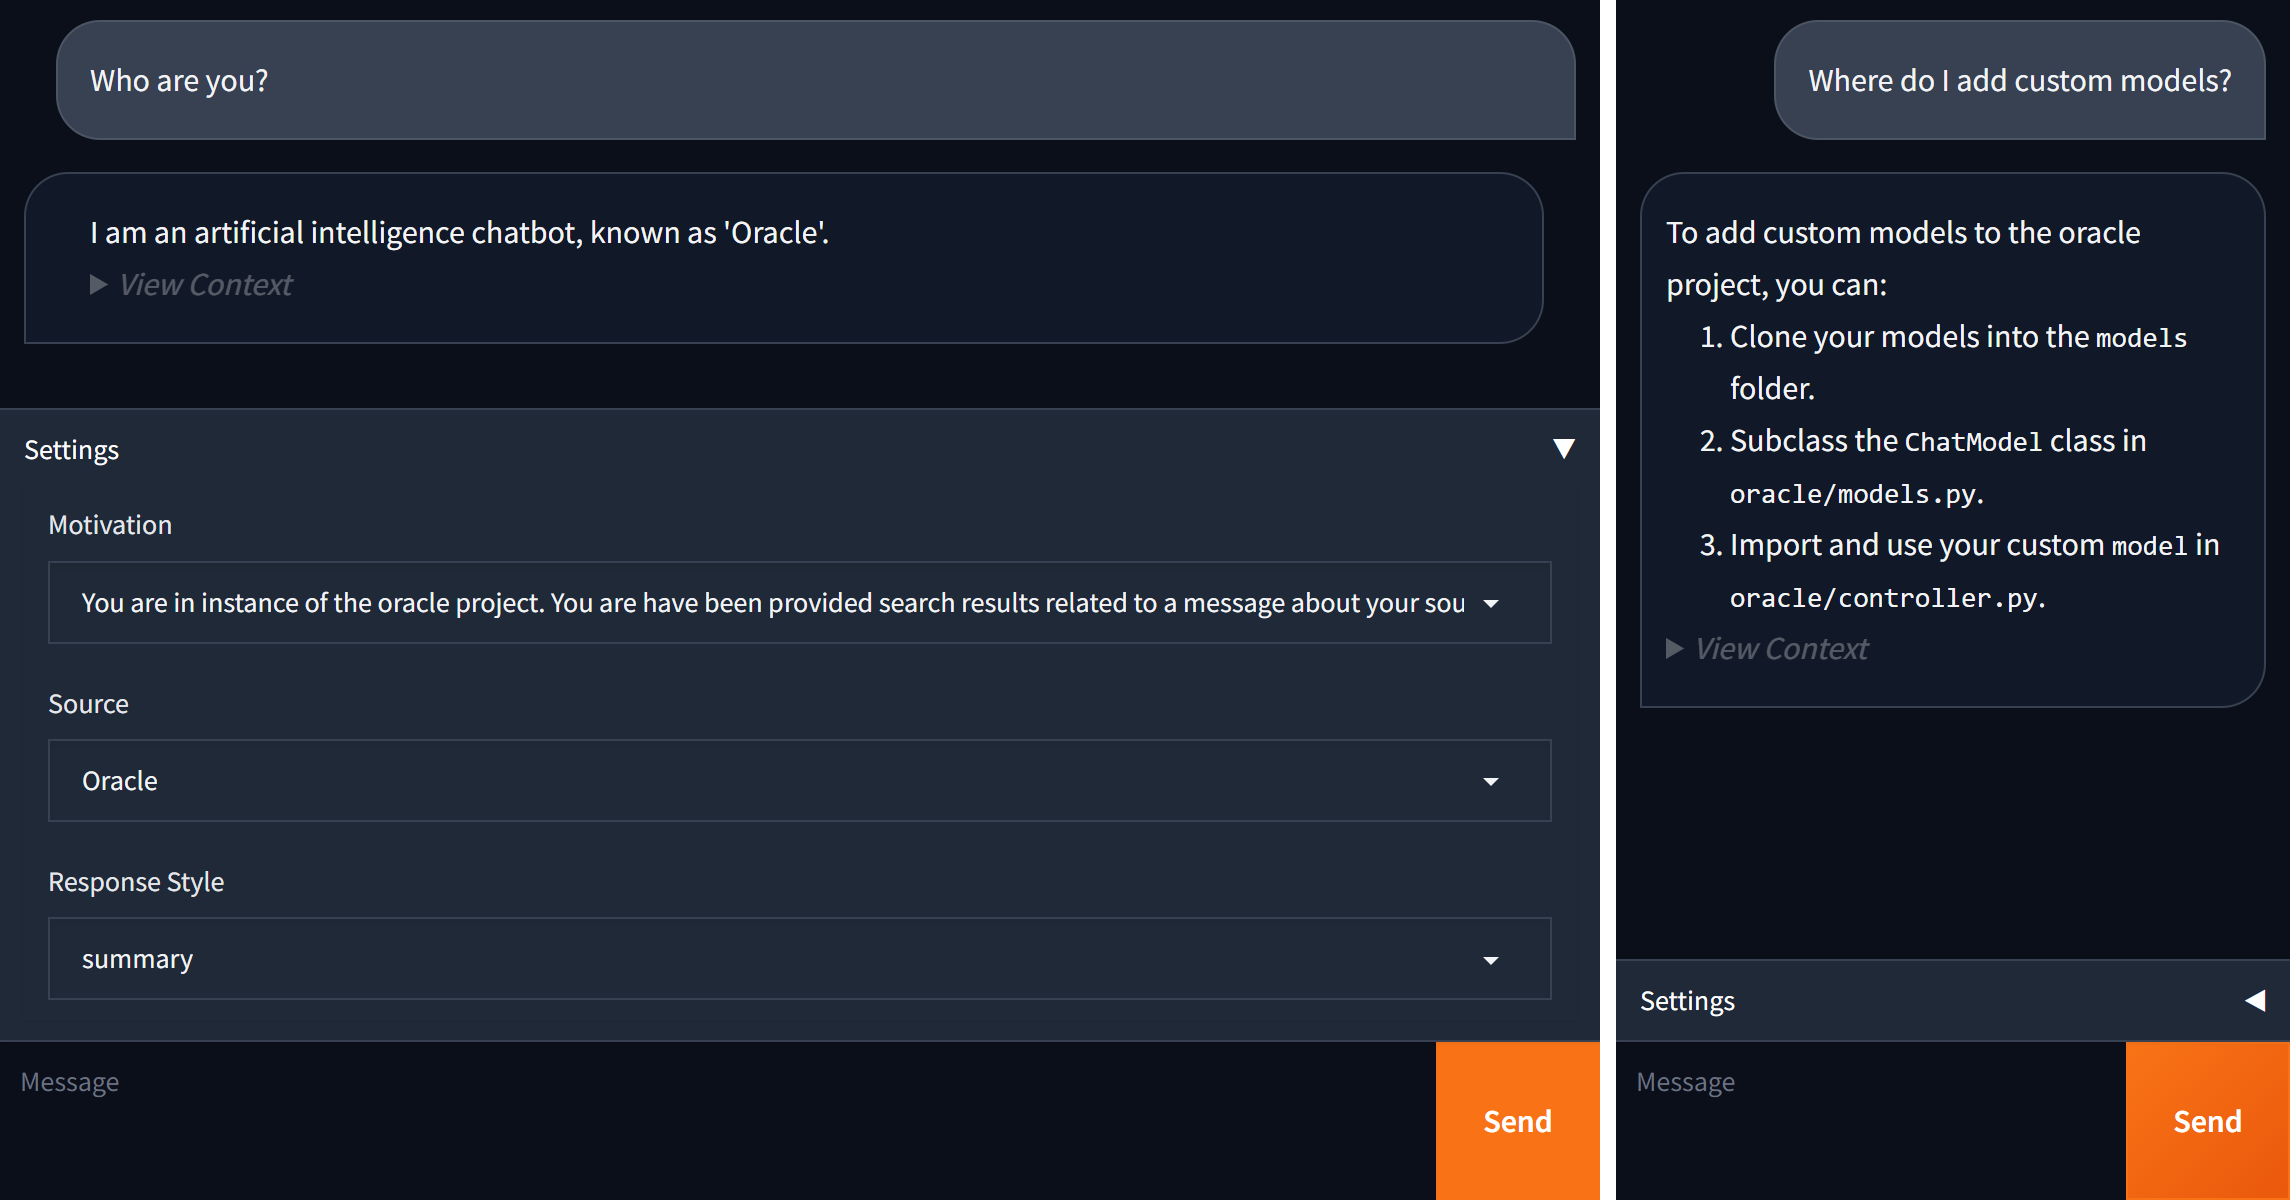 Who are you?
I am an artificial intelligence chatbot, known as 'Oracle'.
View Context
Settings
Motivation
You are in instance of the oracle project. You are have been provided search results related to a message about your sou
Source
Oracle
Response Style
summary
Message
Send
Where do I add custom models?
To add custom models to the oracle
project, you can:
1. Clone your models into the models
folder.
2. Subclass the ChatModel class in
oracle/models.py.
3. Import and use your custom model in
oracle/controller.py.
View Context
Settings
Message
Send